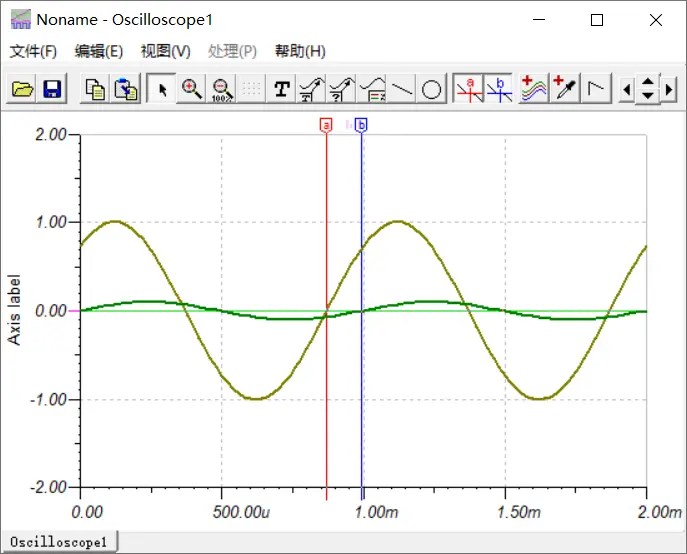 Noname - Oscilloscope1
文件(F) 编辑(E) 视图(V) 处理(P) 帮助(H)
100%
T
T
?
a
b
a
b
2.00
1.00
0.00
-1.00
-2.00
Axis label
0.00 500.00u 1.00m 1.50m 2.00m
Oscilloscope1